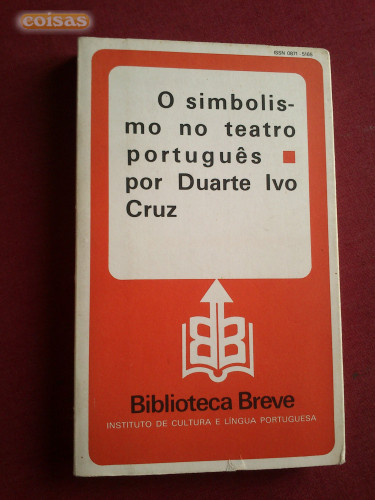 coisas
ISSN 0871 - 5165
O simbolis-
mo no teatro
português ■
por Duarte Ivo
Cruz
Biblioteca Breve
INSTITUTO DE CULTURA E LÍNGUA PORTUGUESA